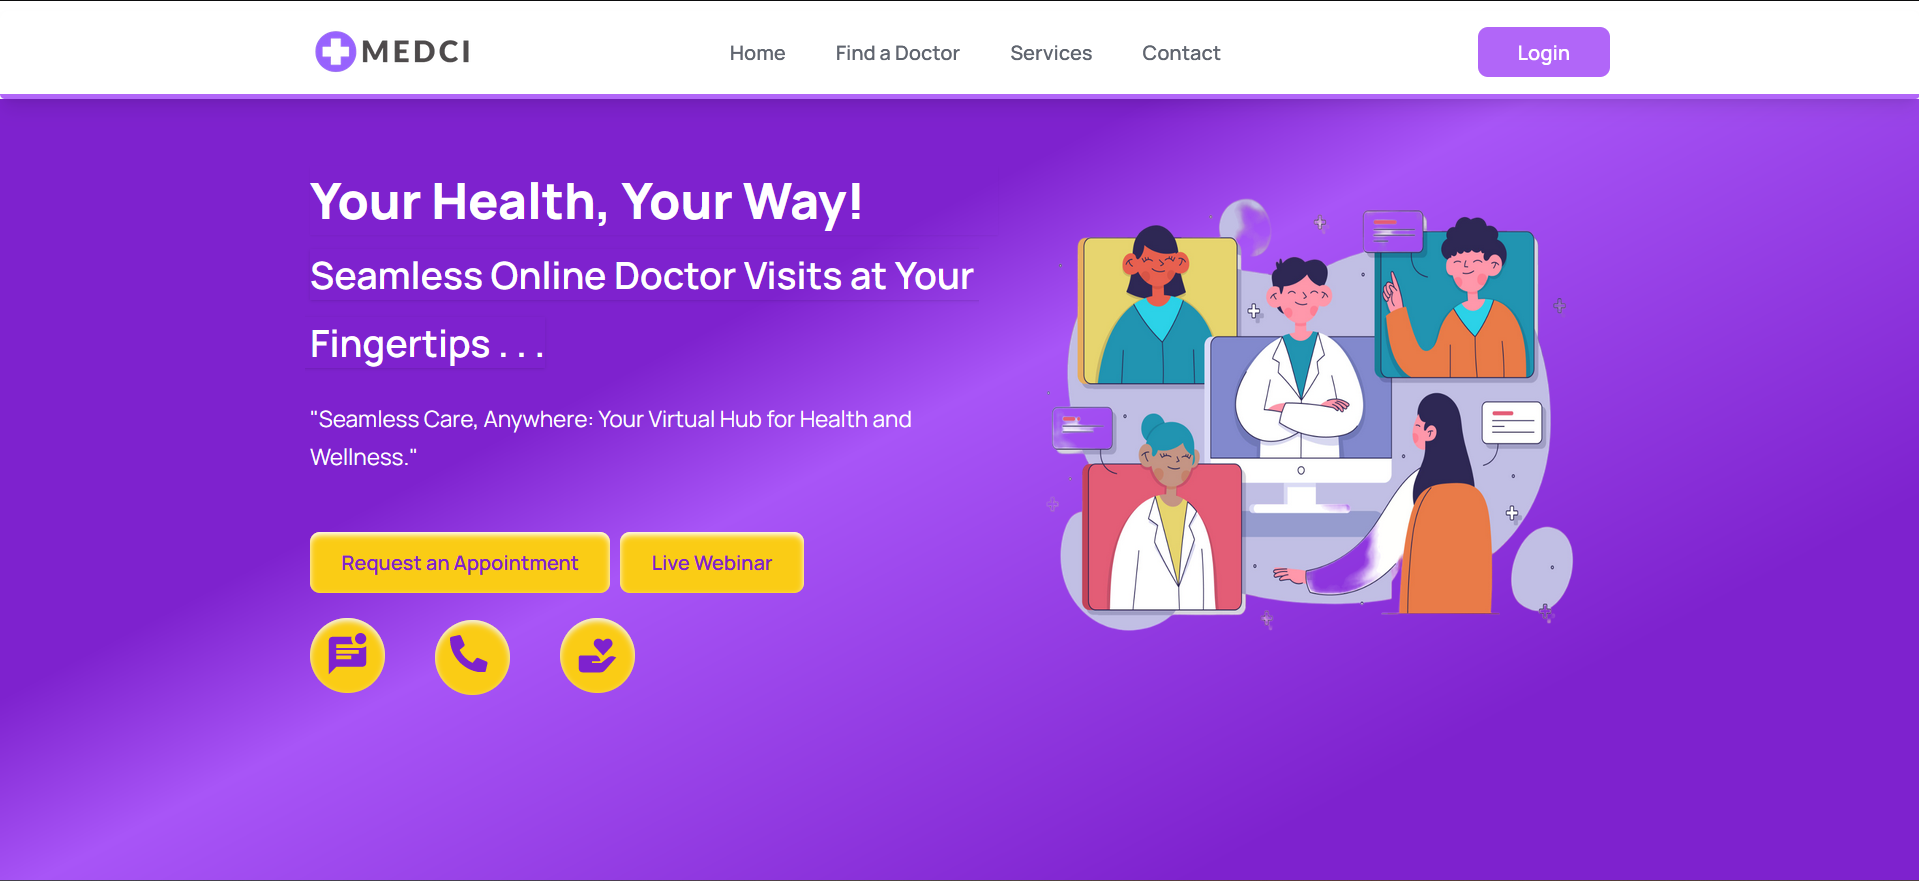 MEDCI
Home Find a Doctor Services Contact
Login
Your Health, Your Way!
Seamless Online Doctor Visits at Your
Fingertips . . .
"Seamless Care, Anywhere: Your Virtual Hub for Health and
Wellness."
Request an Appointment
Live Webinar